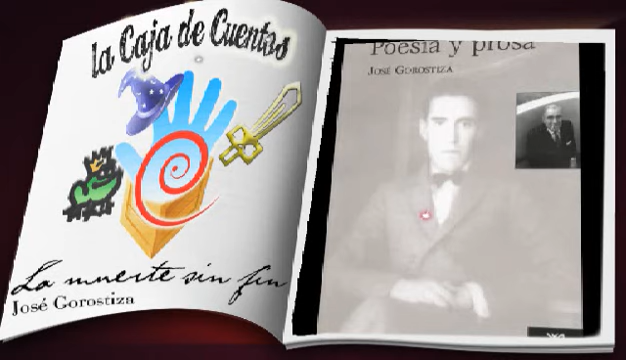 la Caja de Cuentos
La muerte sin fin
José Gorostiza
Poesía y prosa
José Gorostiza